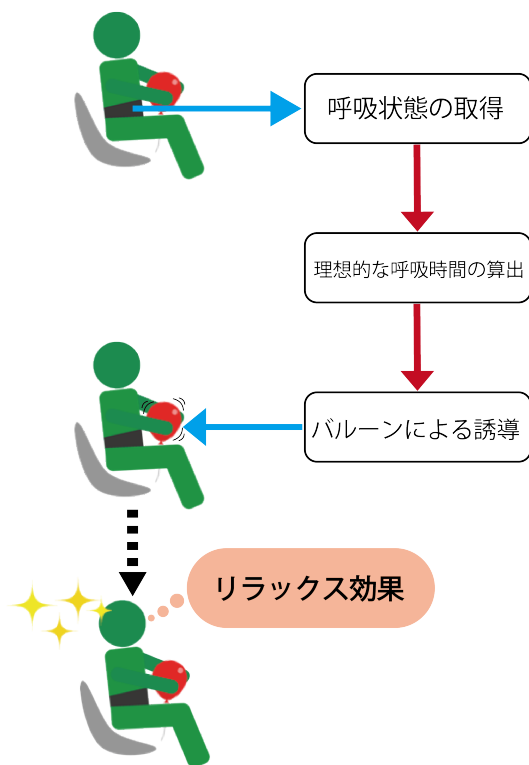 呼吸状態の取得
理想的な呼吸時間の算出
バルーンによる誘導
リラックス効果